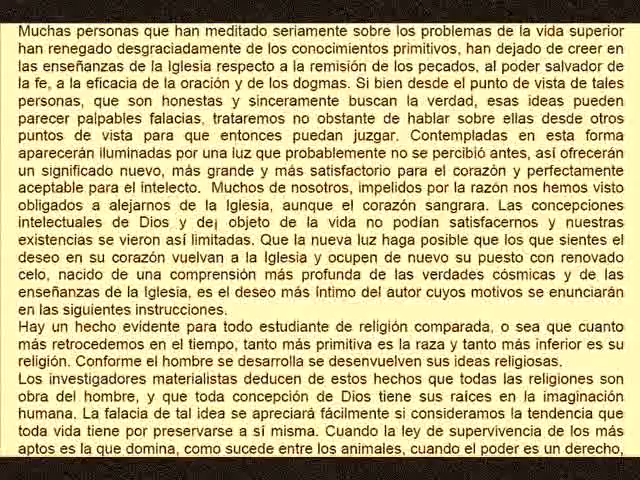 Muchas personas que han meditado seriamente sobre los problemas de la vida superior
han renegado desgraciadamente de los conocimientos primitivos, han dejado de creer en
las enseñanzas de la Iglesia respecto a la remisión de los pecados, al poder salvador de
la fe, a la eficacia de la oración y de los dogmas. Si bien desde el punto de vista de tales
personas, que son honestas y sinceramente buscan la verdad, esas ideas pueden
parecer palpables falacias, trataremos no obstante de hablar sobre ellas desde otros
puntos de vista para que entonces puedan juzgar. Contempladas en esta forma
aparecerán iluminadas por una luz que probablemente no se percibió antes, así ofrecerán
un significado nuevo, más grande y más satisfactorio para el corazón y perfectamente
aceptable para el intelecto. Muchos de nosotros, impelidos por la razón nos hemos visto
obligados a alejarnos de la Iglesia, aunque el corazón sangrara. Las concepciones
intelectuales de Dios y de¡ objeto de la vida no podían satisfacernos y nuestras
existencias se vieron así limitadas. Que la nueva luz haga posible que los que sientes el
deseo en su corazón vuelvan a la Iglesia y ocupen de nuevo su puesto con renovado
celo, nacido de una comprensión más profunda de las verdades cósmicas y de las
enseñanzas de la Iglesia, es el deseo más íntimo del autor cuyos motivos se enunciarán
en las siguientes instrucciones.
Hay un hecho evidente para todo estudiante de religión comparada, o sea que cuanto
más retrocedemos en el tiempo, tanto más primitiva es la raza y tanto más inferior es su
religión. Conforme el hombre se desarrolla se desenvuelven sus ideas religiosas.
Los investigadores materialistas deducen de estos hechos que todas las religiones son
obra del hombre, y que toda concepción de Dios tiene sus raíces en la imaginación
humana. La falacia de tal idea se apreciará fácilmente si consideramos la tendencia que
toda vida tiene por preservarse a sí misma. Cuando la ley de supervivencia de los más
aptos es la que domina, como sucede entre los animales, cuando el poder es un derecho,